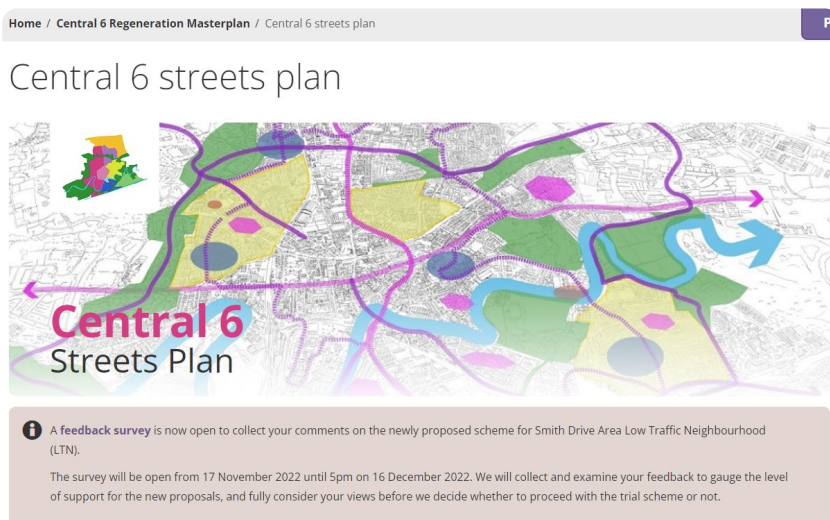 Home / Central 6 Regeneration Masterplan / Central 6 streets plan
P
Central 6 streets plan
Central 6
Streets Plan
A feedback survey is now open to collect your comments on the newly proposed scheme for Smith Drive Area Low Traffic Neighbourhood
(LTN).
The survey will be open from 17 November 2022 until 5pm on 16 December 2022. We will collect and examine your feedback to gauge the level
of support for the new proposals, and fully consider your views before we decide whether to proceed with the trial scheme or not.